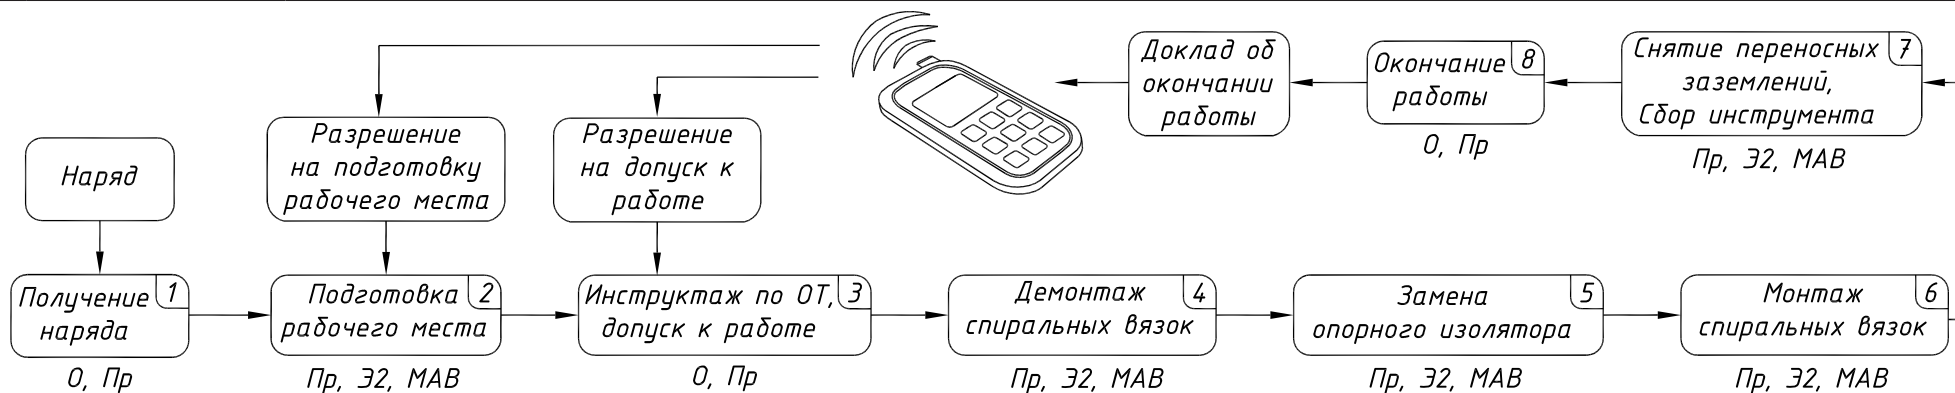 Наряд
Разрешение
на подготовку
рабочего места
Разрешение
на допуск к
работе
Доклад об
окончании
работы
Окончание 8
работы
О, Пр
Снятие переносных 7
заземлений,
Сбор инструмента
Пр, Э2, МАВ
Получение 1
наряда
О, Пр
Подготовка 2
рабочего места
Пр, Э2, МАВ
Инструктаж по ОТ, 3
допуск к работе
О, Пр
Демонтаж 4
спиральных вязок
Пр, Э2, МАВ
Замена 5
опорного изолятора
Пр, Э2, МАВ
Монтаж 6
спиральных вязок
Пр, Э2, МАВ